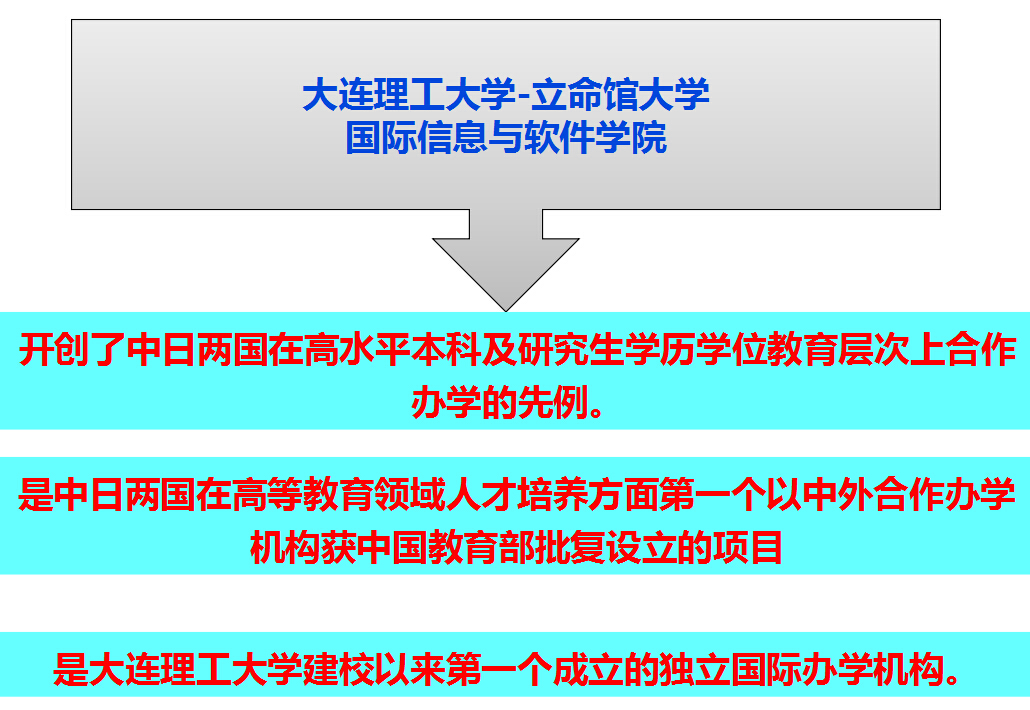 大连理工大学-立命馆大学
国际信息与软件学院
开创了中日两国在高水平本科及研究生学历学位教育层次上合作
办学的先例。
是中日两国在高等教育领域人才培养方面第一个以中外合作办学
机构获中国教育部批复设立的项目
是大连理工大学建校以来第一个成立的独立国际办学机构。